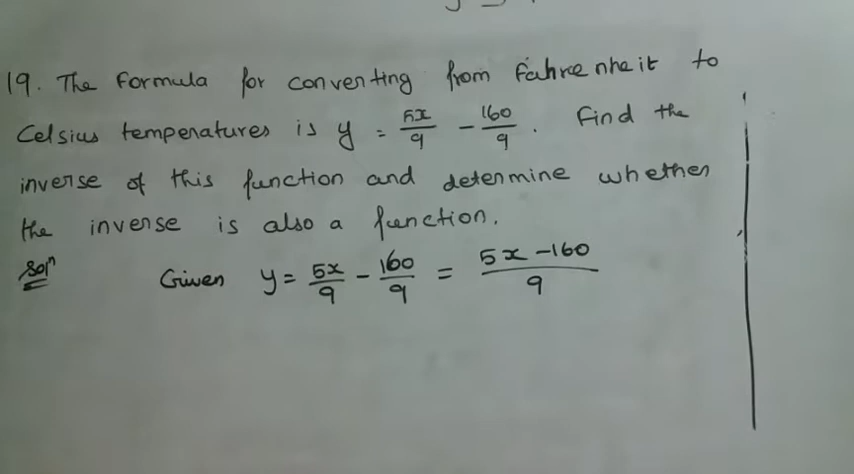 19. The formula for converting from Fahrenheit to
Celsius temperatures is y = 5x/9 - 160/9. Find the
inverse of this function and determine whether
the inverse is also a function.
Soln Given y = 5x/9 - 160/9 = 5x - 160/9